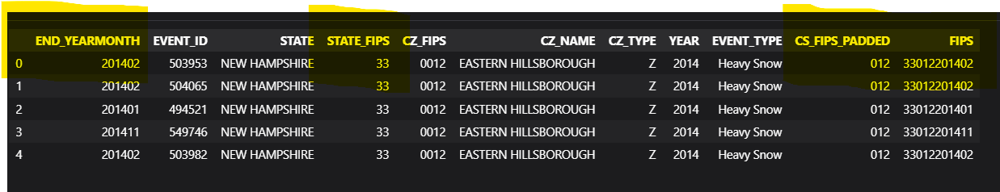 END_YEARMONTH EVENT_ID STATE STATE_FIPS CZ_FIPS CZ_NAME CZ_TYPE YEAR EVENT_TYPE CS_FIPS_PADDED FIPS
0 201402 503953 NEW HAMPSHIRE 33 0012 EASTERN HILLSBOROUGH Z 2014 Heavy Snow 012 33012201402
1 201402 504065 NEW HAMPSHIRE 33 0012 EASTERN HILLSBOROUGH Z 2014 Heavy Snow 012 33012201402
2 201401 494521 NEW HAMPSHIRE 33 0012 EASTERN HILLSBOROUGH Z 2014 Heavy Snow 012 33012201401
3 201411 549746 NEW HAMPSHIRE 33 0012 EASTERN HILLSBOROUGH Z 2014 Heavy Snow 012 33012201411
4 201402 503982 NEW HAMPSHIRE 33 0012 EASTERN HILLSBOROUGH Z 2014 Heavy Snow 012 33012201402